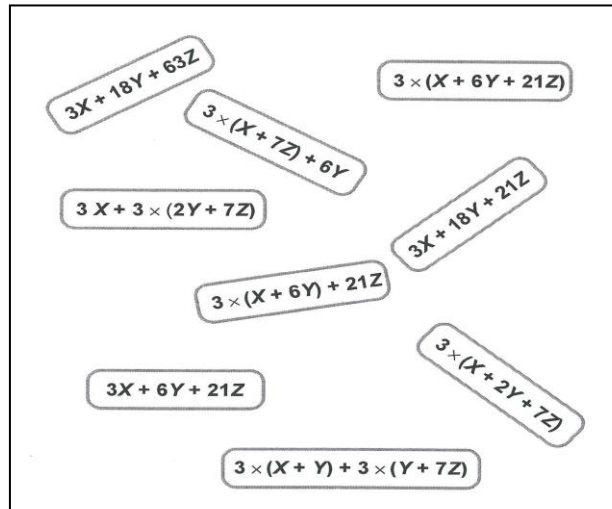 3X + 18Y + 63Z
3 × (X + 6Y + 21Z)
3 × (X + 7Z) + 6Y
3 X + 3 × (2Y + 7Z)
3X + 18Y + 21Z
3 × (X + 6Y) + 21Z
3X + 6Y + 21Z
3 × (X + 2Y + 7Z)
3 × (X + Y) + 3 × (Y + 7Z)